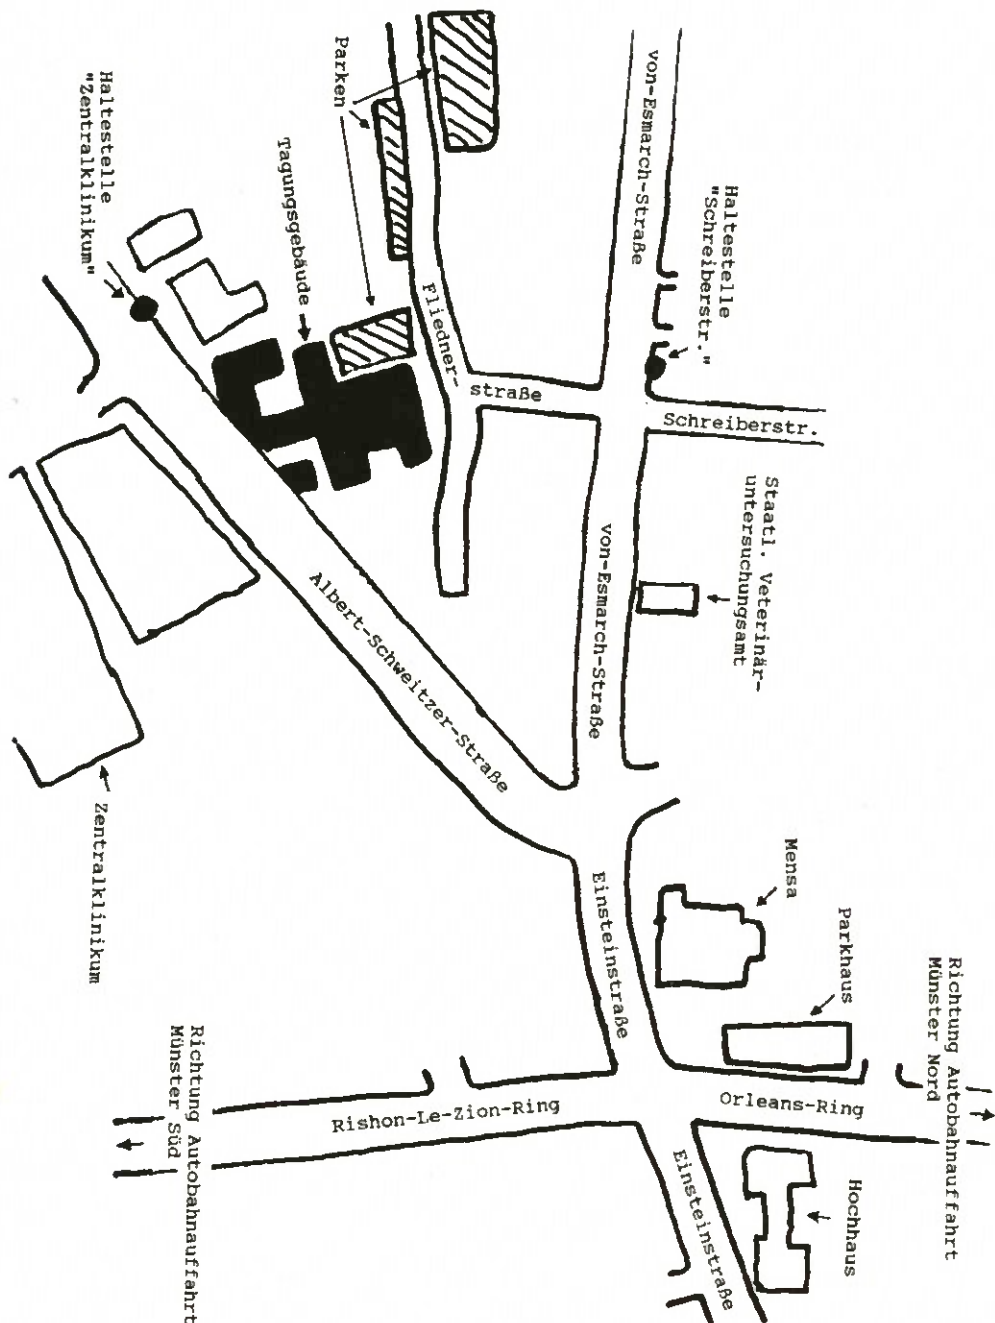 Parken
von-Esmarch-Straße
Haltestelle
"Schreiberstr."
Haltestelle
"Zentralklinikum"
Tagungsgebäude
Fliedner-
straße
Schreiberstr.
Staatl. Veterinär-
untersuchungsamt
von-Esmarch-Straße
Albert-Schweitzer-Straße
Zentralklinikum
Mensa
Einsteinstraße
Parkhaus
Richtung Autobahnauffahrt
Münster Nord
Orleans-Ring
Rishon-Le-Zion-Ring
Richtung Autobahnauffahrt
Münster Süd
Einsteinstraße
Hochhaus